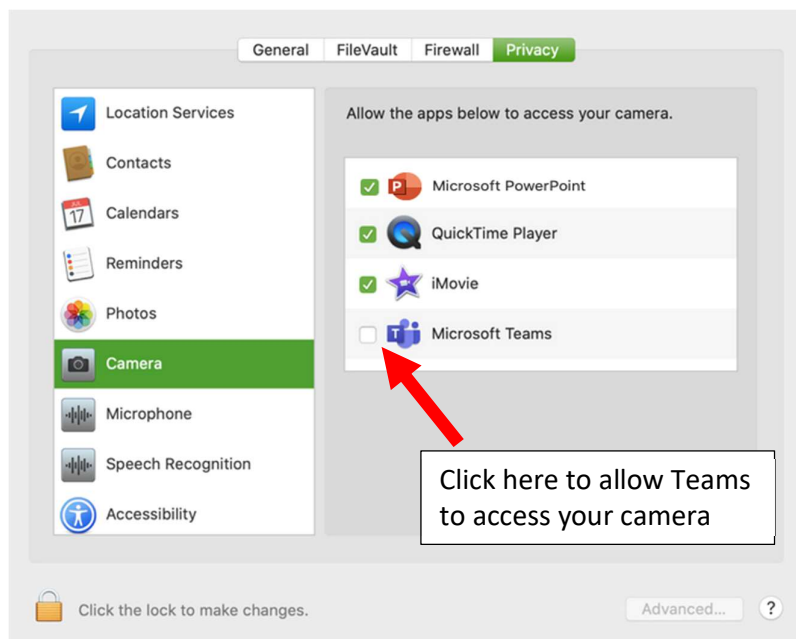 General FileVault Firewall Privacy
Location Services
Contacts
Calendars
Reminders
Photos
Camera
Microphone
Speech Recognition
Accessibility
Allow the apps below to access your camera.
Microsoft PowerPoint
QuickTime Player
iMovie
Microsoft Teams
Click here to allow Teams
to access your camera
Click the lock to make changes.
Advanced...
?
17
P
T